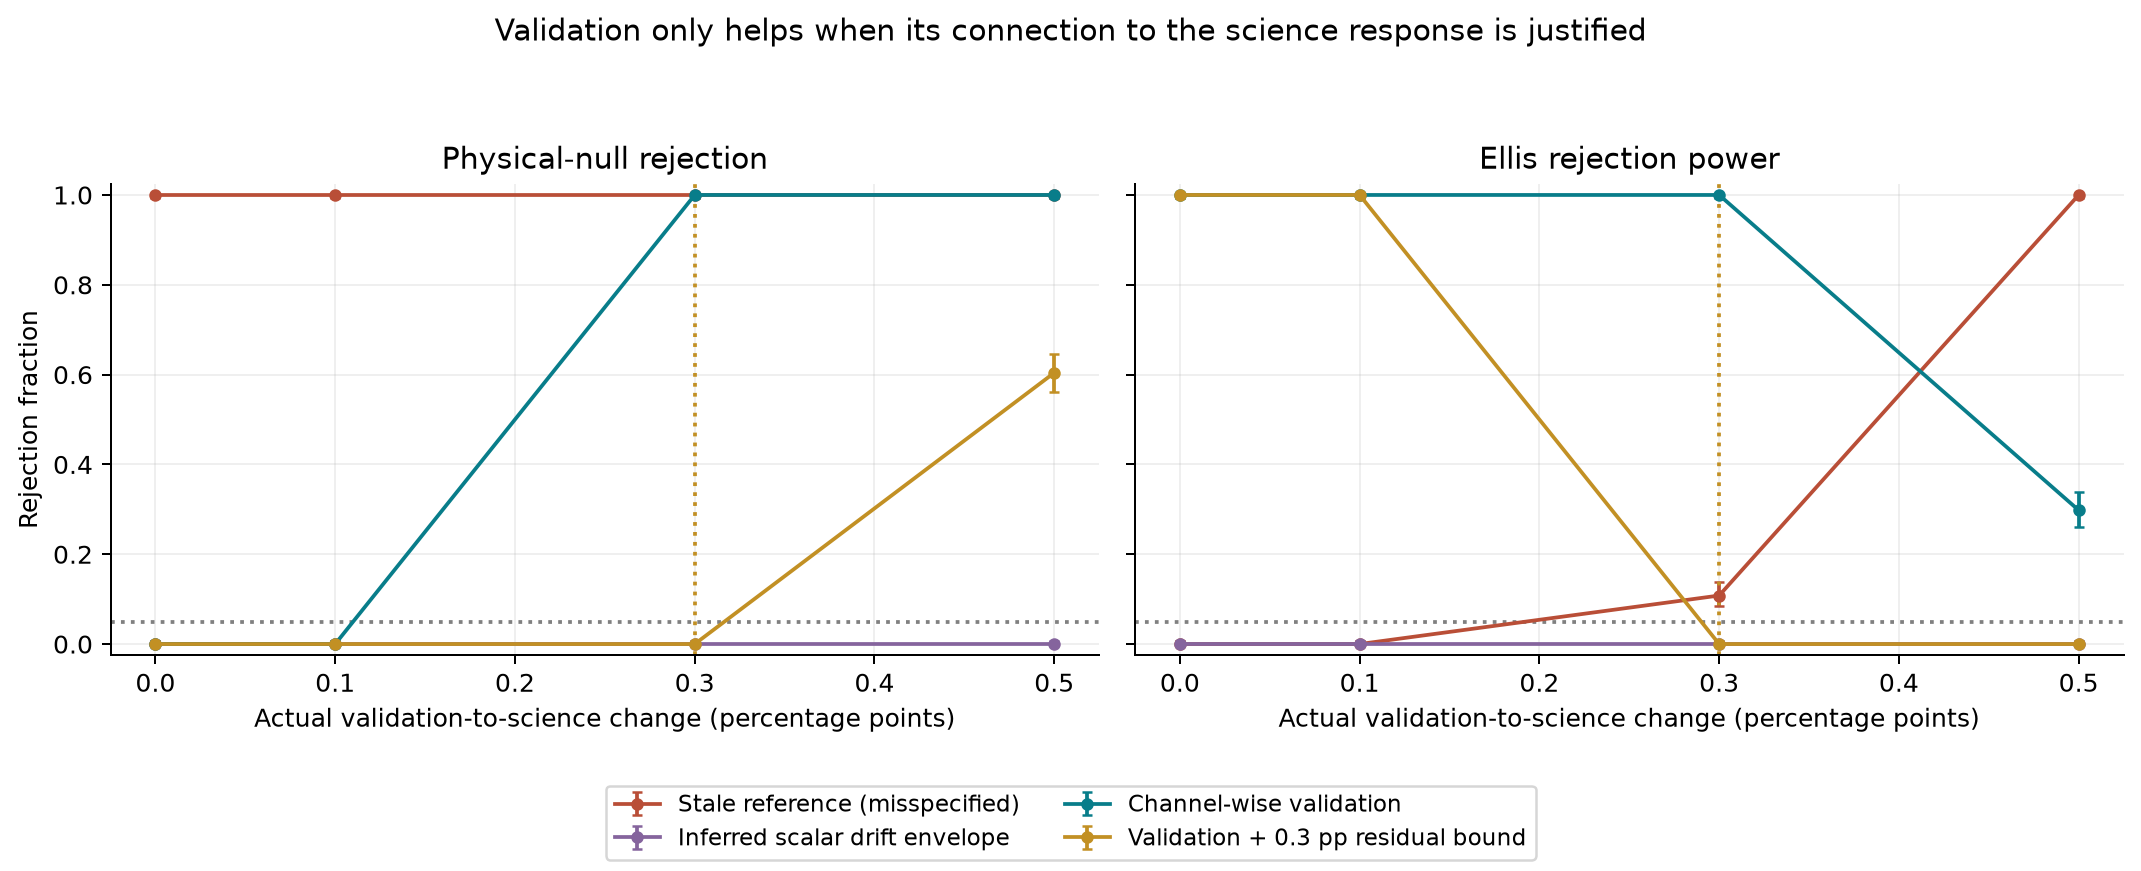 Validation only helps when its connection to the science response is justified
Physical-null rejection
Rejection fraction
1.0
0.8
0.6
0.4
0.2
0.0
0.0 0.1 0.2 0.3 0.4 0.5
Actual validation-to-science change (percentage points)
Ellis rejection power
0.0 0.1 0.2 0.3 0.4 0.5
Actual validation-to-science change (percentage points)
Stale reference (misspecified)
Inferred scalar drift envelope
Channel-wise validation
Validation + 0.3 pp residual bound